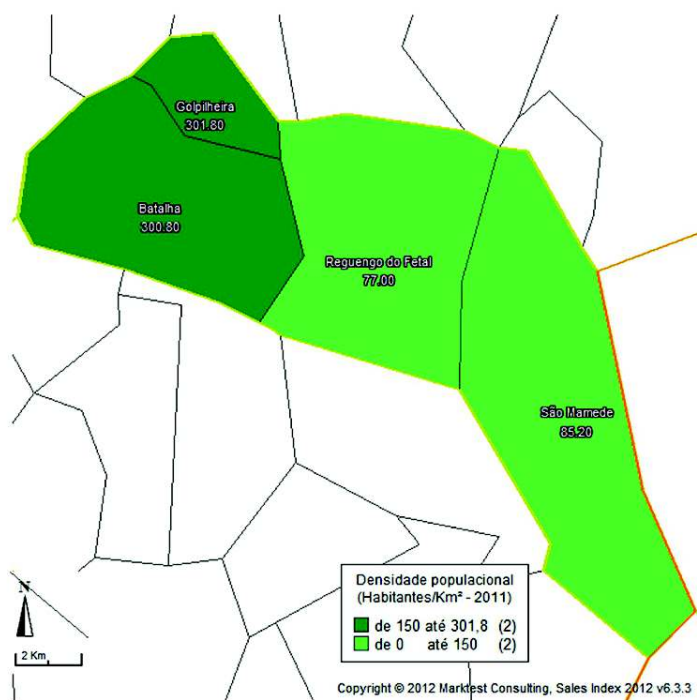 Golpilheira
301.80
Batalha
300.80
Reguengo do Fetal
77.00
São Mamede
85.20
Densidade populacional
(Habitantes/Km² - 2011)
de 150 até 301,8 (2)
de 0 até 150 (2)
N
2 Km
Copyright © 2012 Marktest Consulting, Sales Index 2012 v6.3.3